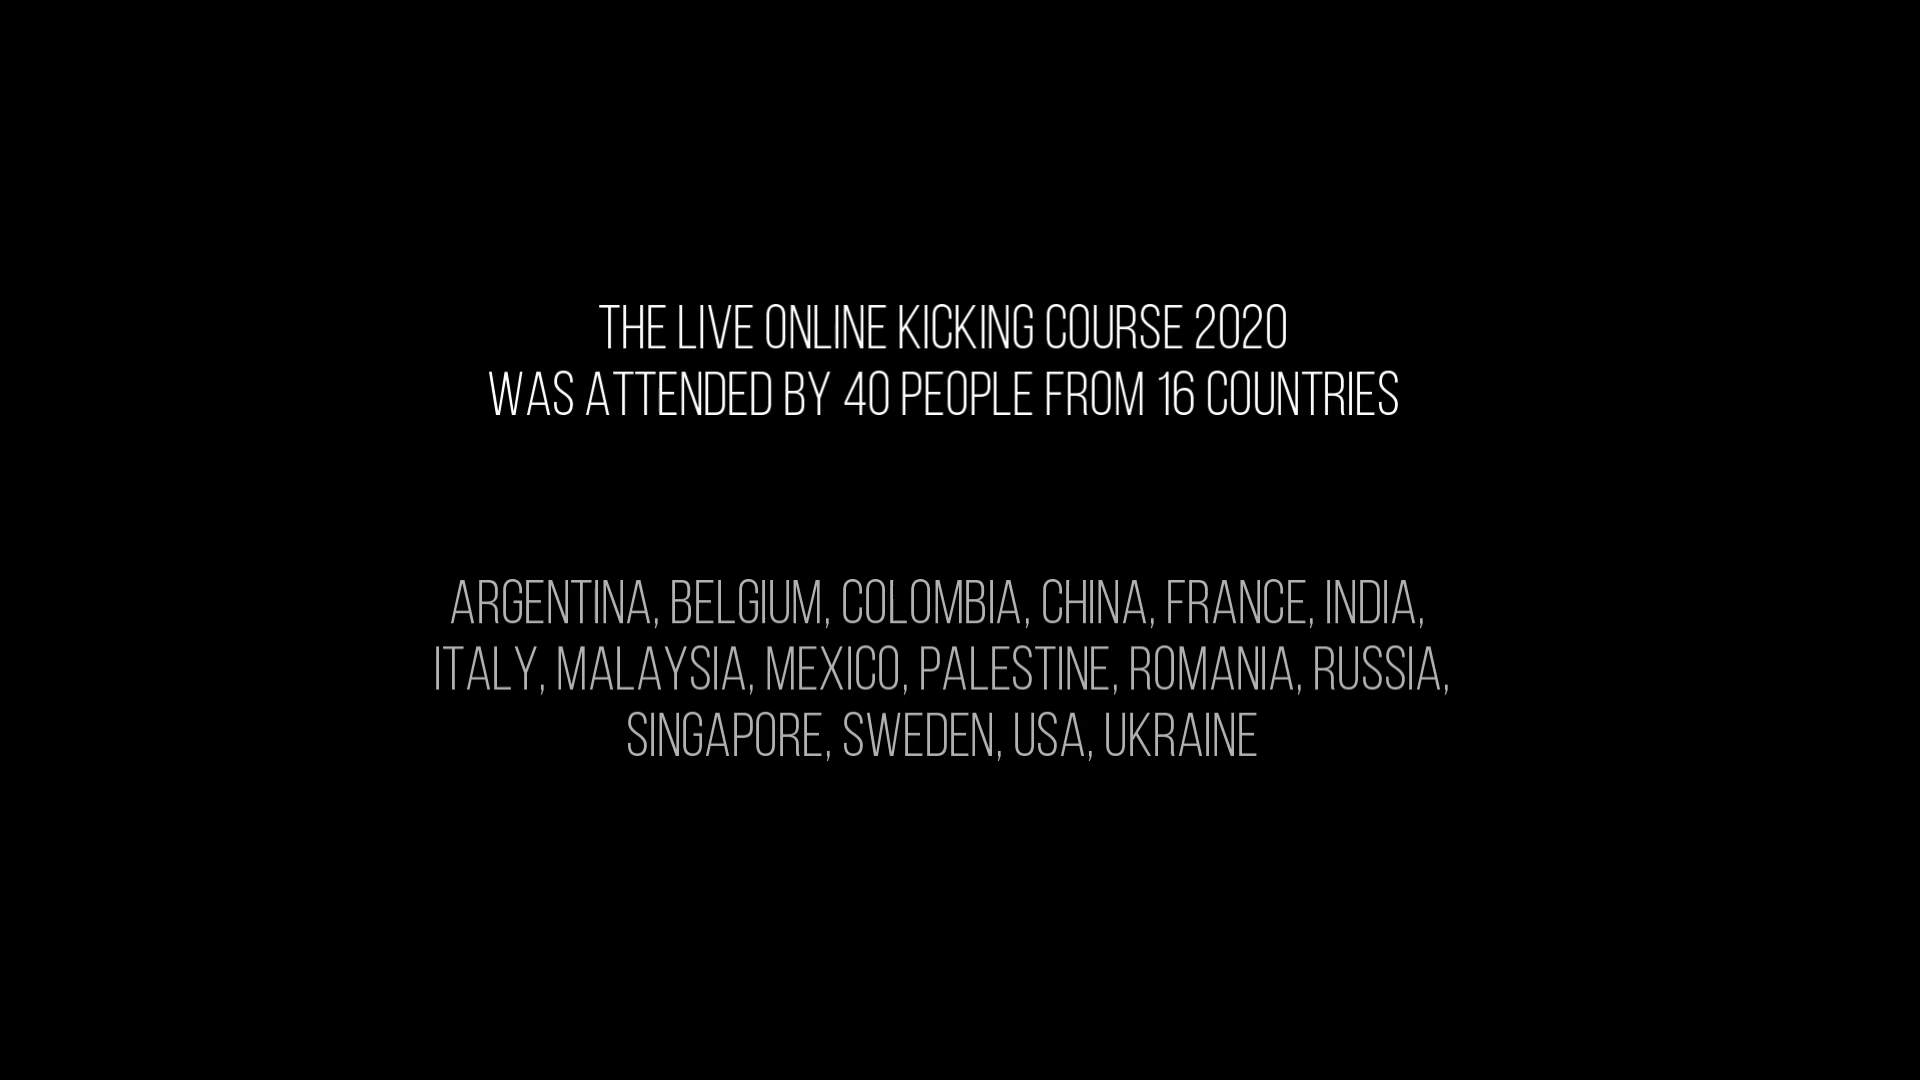 THE LIVE ONLINE KICKING COURSE 2020
WAS ATTENDED BY 40 PEOPLE FROM 16 COUNTRIES
ARGENTINA, BELGIUM, COLOMBIA, CHINA, FRANCE, INDIA,
ITALY, MALAYSIA, MEXICO, PALESTINE, ROMANIA, RUSSIA,
SINGAPORE, SWEDEN, USA, UKRAINE